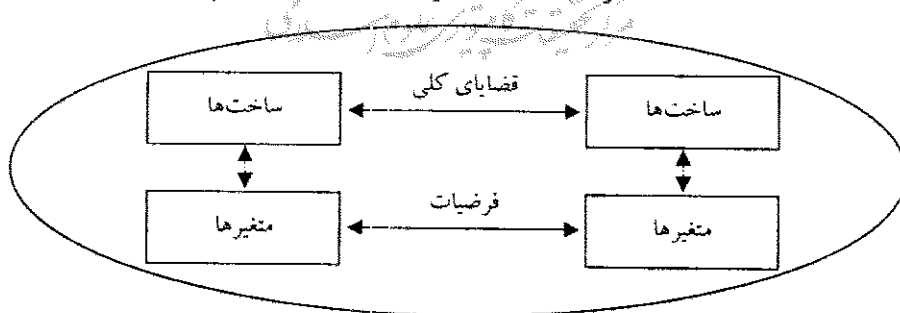 قضایای کلی
ساخت‌ها
ساخت‌ها
فرضیات
متغیرها
متغیرها